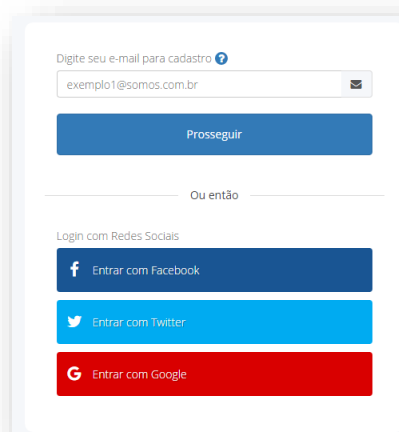 Digite seu e-mail para cadastro ?
exemplo1@somos.com.br
Prosseguir
Ou então
Login com Redes Sociais
f Entrar com Facebook
Entrar com Twitter
G Entrar com Google